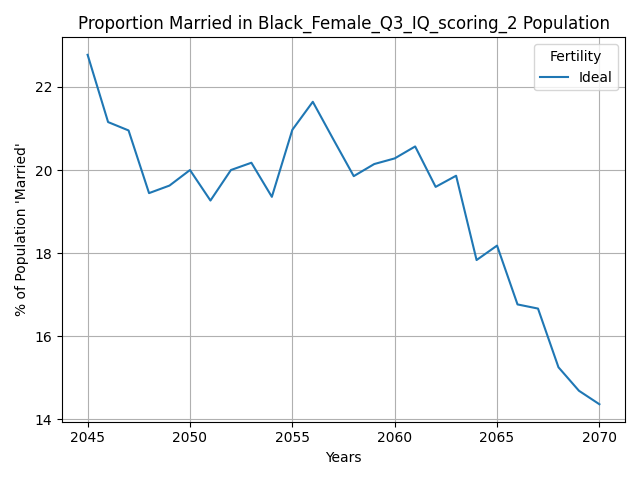 Proportion Married in Black_Female_Q3_IQ_scoring_2 Population
Fertility
Ideal
% of Population 'Married'
22
20
18
16
14
2045
2050
2055
2060
2065
2070
Years